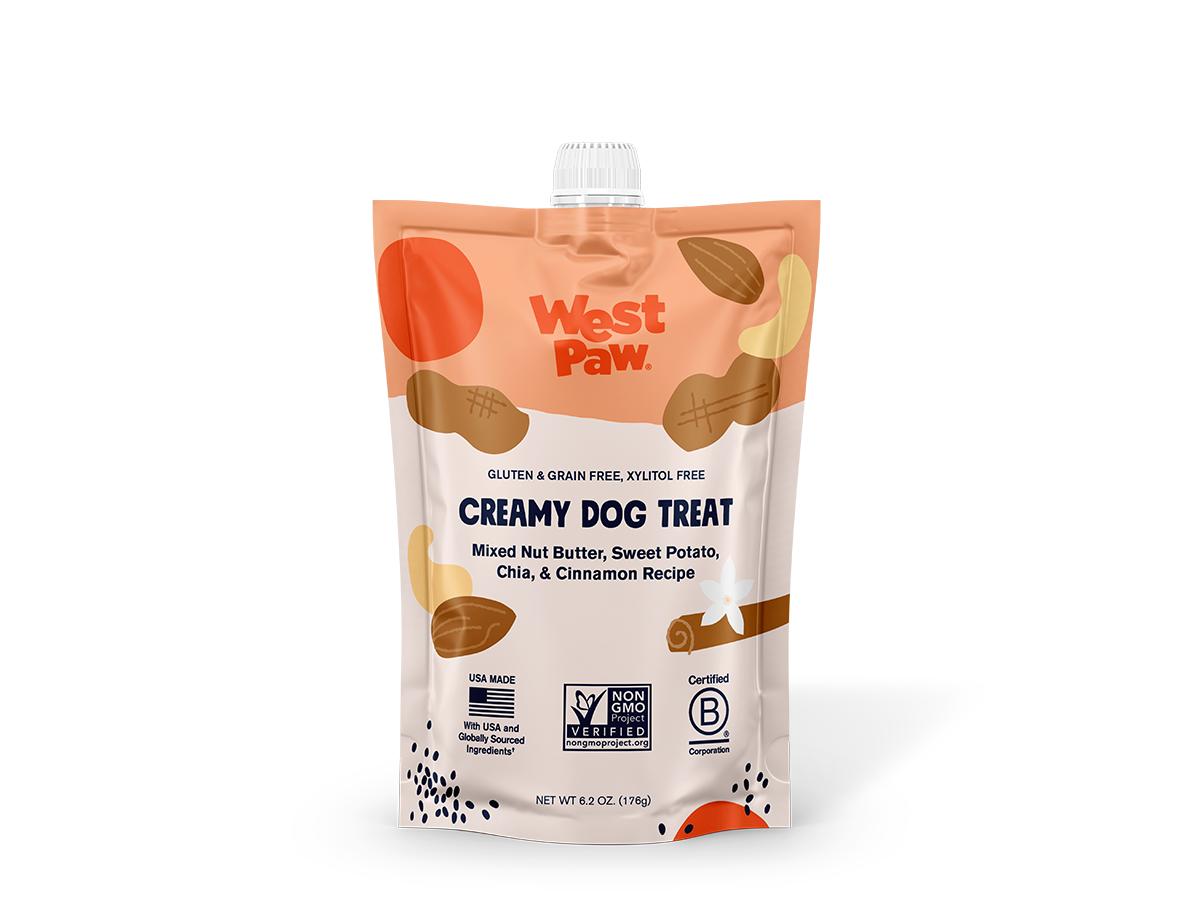 West
Paw®
GLUTEN & GRAIN FREE, XYLITOL FREE
CREAMY DOG TREAT
Mixed Nut Butter, Sweet Potato,
Chia, & Cinnamon Recipe
USA MADE
With USA and
Globally Sourced
Ingredients†
NON
GMO
Project
VERIFIED
nongmoproject.org
Certified
B
®
Corporation
NET WT 6.2 OZ. (176g)